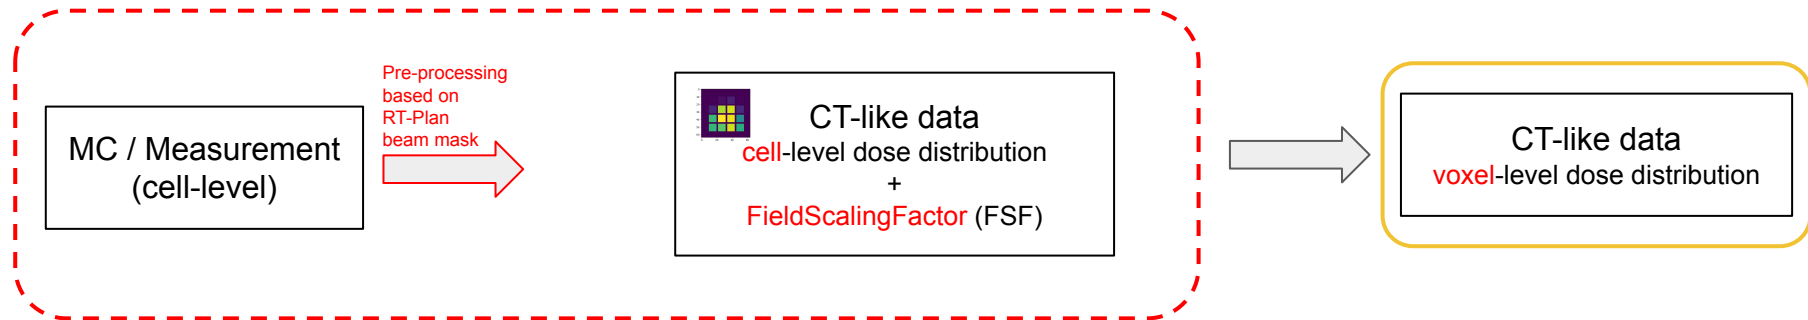 MC / Measurement
(cell-level)
Pre-processing
based on
RT-Plan
beam mask
CT-like data
cell-level dose distribution
+
FieldScalingFactor (FSF)
CT-like data
voxel-level dose distribution